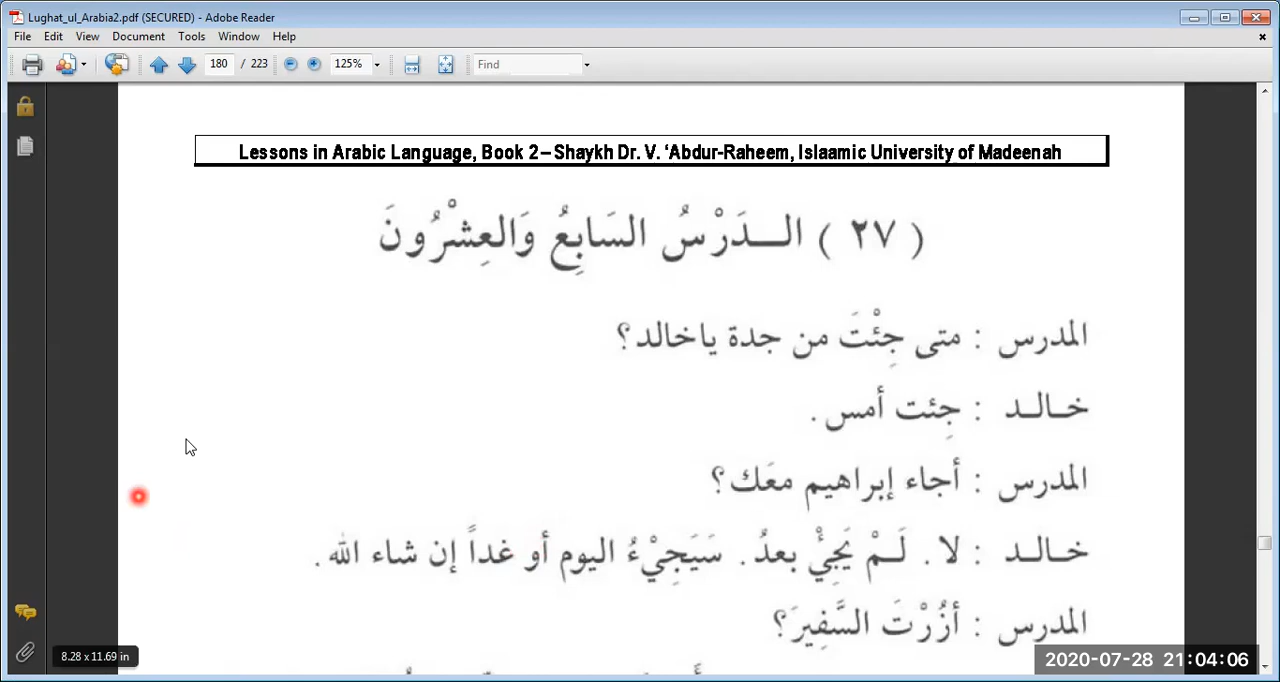 Lughat_ul_Arabia2.pdf (SECURED) - Adobe Reader
File Edit View Document Tools Window Help
180 / 223 125% Find
Lessons in Arabic Language, Book 2 – Shaykh Dr. V. ‘Abdur-Raheem, Islaamic University of Madeenah
( ٢٧ ) الـــدَرْسُ السَابِعُ وَالعِشْرُونَ
المدرس : متى جِئْتَ من جدة ياخالد؟
خـالـد : جِئت أمس .
المدرس : أجاء إبراهيم معَك؟
خـالـد : لا . لَـمْ يَجِئْ بعدُ . سَيَجِيْءُ اليوم أو غداً إن شاء الله .
المدرس : أزُرْتَ السَّفِيرَ؟
8.28 x 11.69 in
2020-07-28 21:04:06